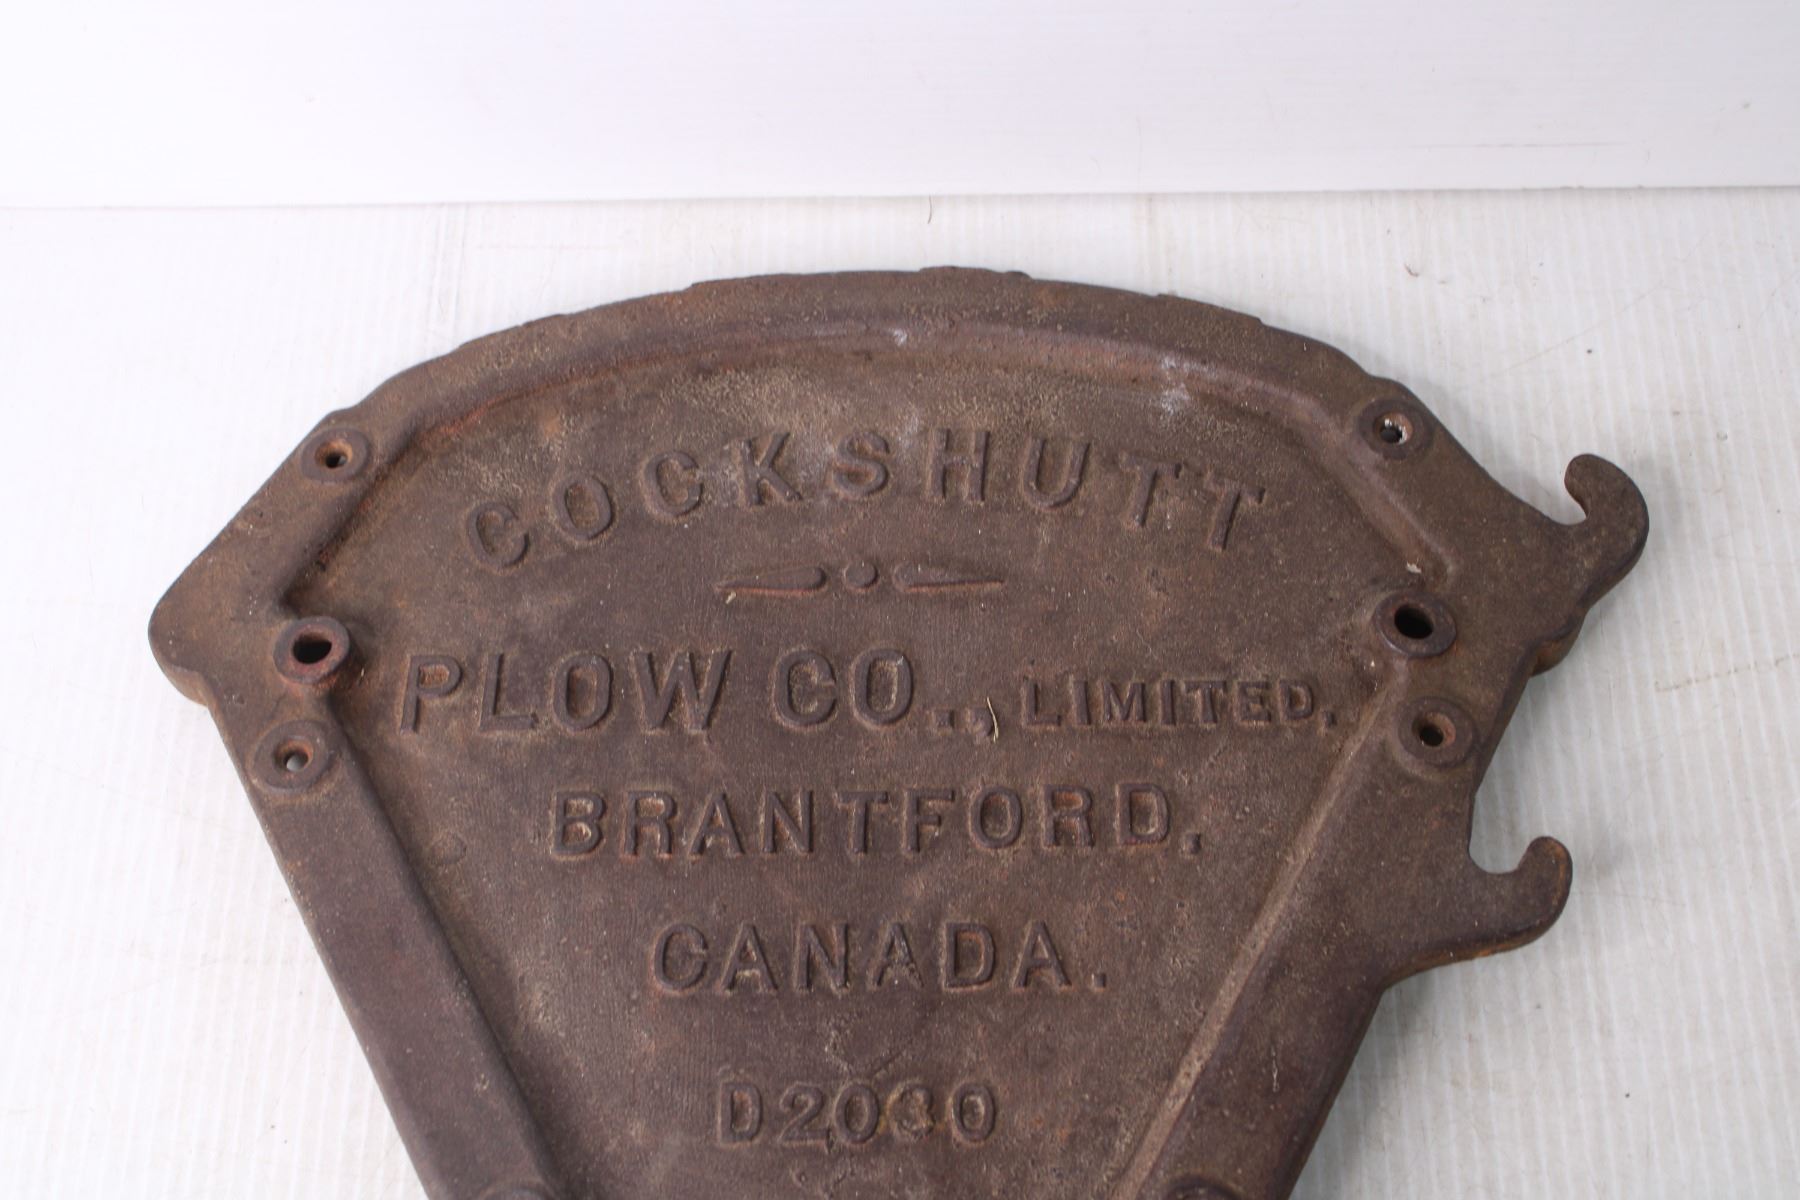 COCKSHUTT
PLOW CO., LIMITED.
BRANTFORD.
CANADA.
D2030